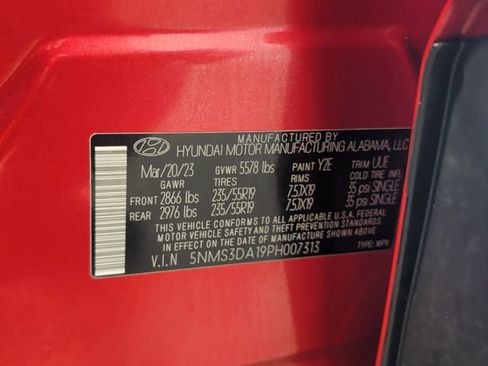 MANUFACTURED BY
HYUNDAI MOTOR MANUFACTURING ALABAMA, LLC
Mar/20/23 GVWR 5578 lbs PAINT Y2E TRIM UUE
GAWR TIRES RIMS COLD TIRE INFL PRES
FRONT 2866 lbs 235/55R19 7.5JX19 35 psi SINGLE
REAR 2976 lbs 235/55R19 7.5JX19 35 psi SINGLE
THIS VEHICLE CONFORMS TO ALL APPLICABLE U.S.A. FEDERAL
MOTOR VEHICLE SAFETY AND THEFT PREVENTION STANDARDS
IN EFFECT ON THE DATE OF MANUFACTURE SHOWN ABOVE.
V.I.N 5NMS3DA19PH007313 TYPE: MPV